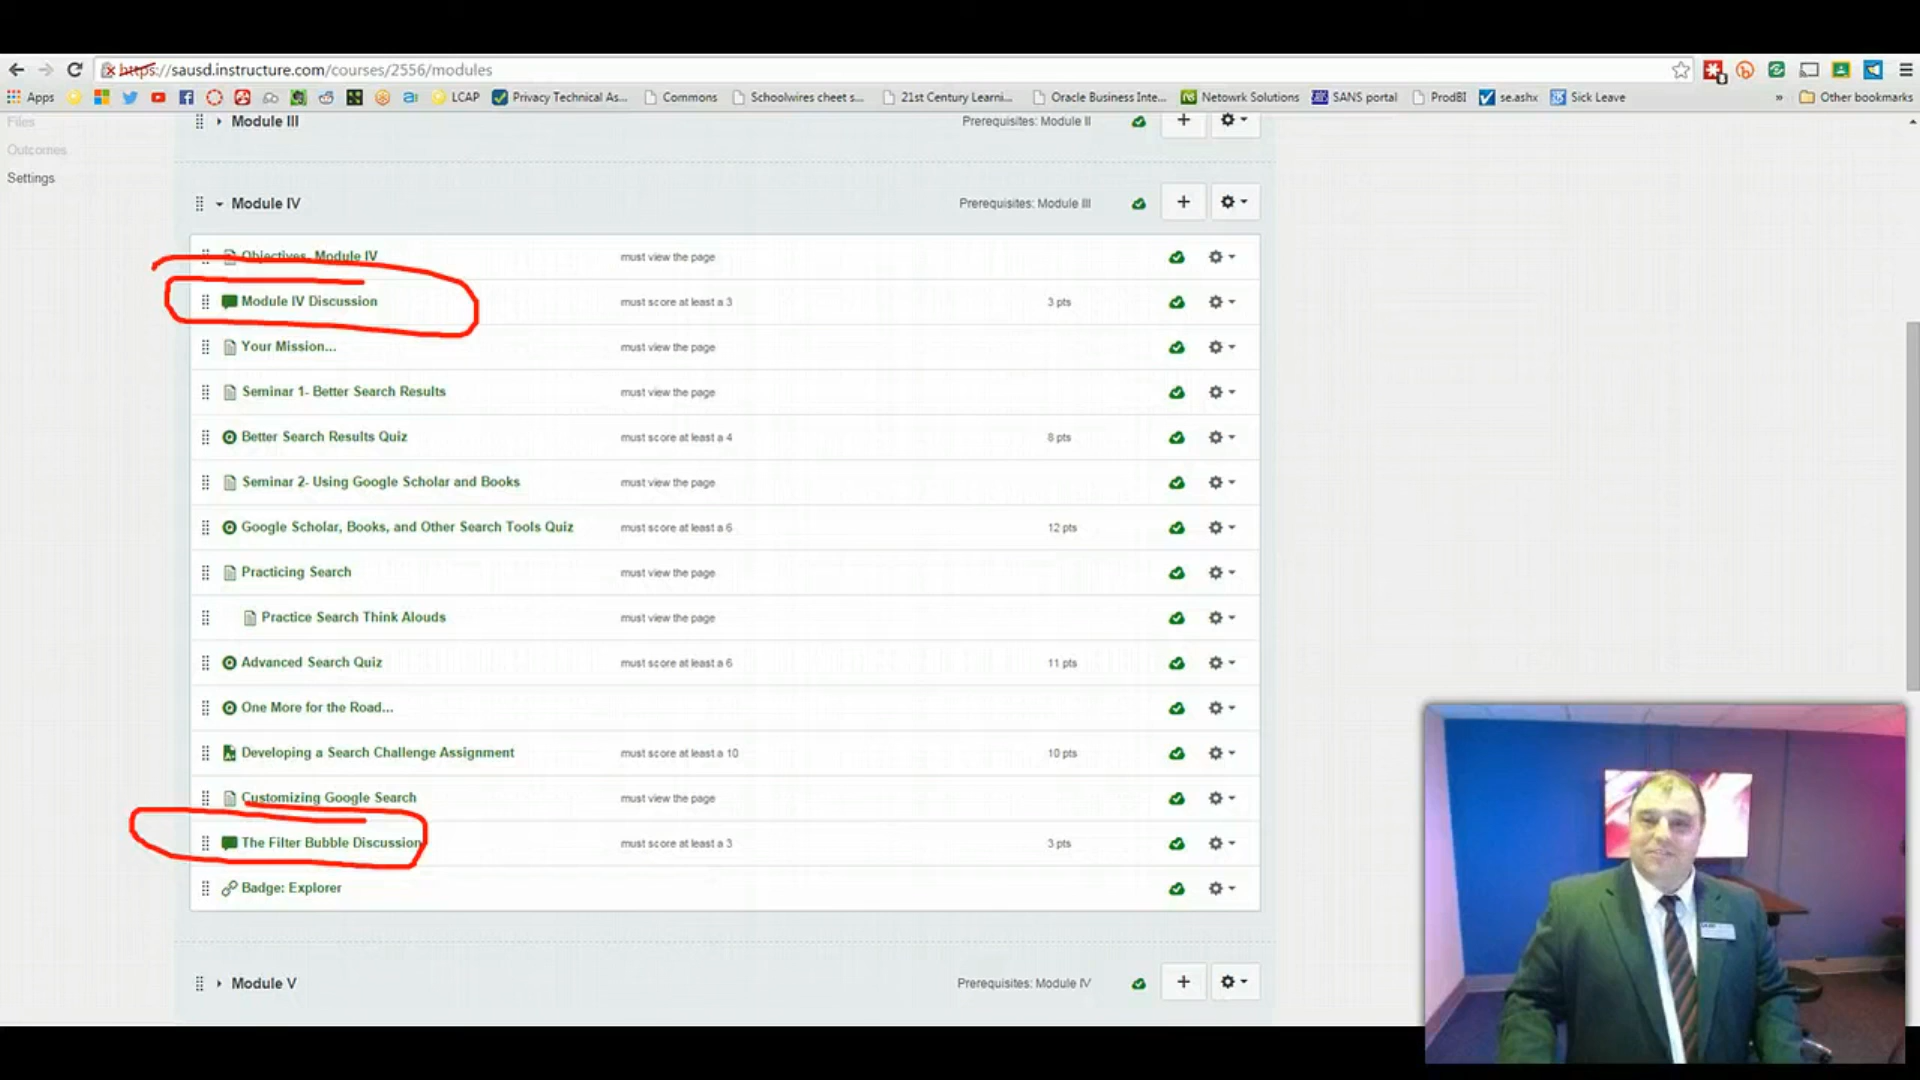 https://sausd.instructure.com/courses/2556/modules
Apps LCAP Privacy Technical As... Commons Schoolwires cheet s... 21st Century Learni... Oracle Business Inte... Netowrk Solutions SANS portal ProdBI se.ashx Sick Leave » Other bookmarks
Files
Module III Prerequisites: Module II
Outcomes
Settings
Module IV Prerequisites: Module III
Objectives, Module IV must view the page
Module IV Discussion must score at least a 3 3 pts
Your Mission... must view the page
Seminar 1- Better Search Results must view the page
Better Search Results Quiz must score at least a 4 8 pts
Seminar 2- Using Google Scholar and Books must view the page
Google Scholar, Books, and Other Search Tools Quiz must score at least a 6 12 pts
Practicing Search must view the page
Practice Search Think Alouds must view the page
Advanced Search Quiz must score at least a 6 11 pts
One More for the Road...
Developing a Search Challenge Assignment must score at least a 10 10 pts
Customizing Google Search must view the page
The Filter Bubble Discussion must score at least a 3 3 pts
Badge: Explorer
Module V Prerequisites: Module IV